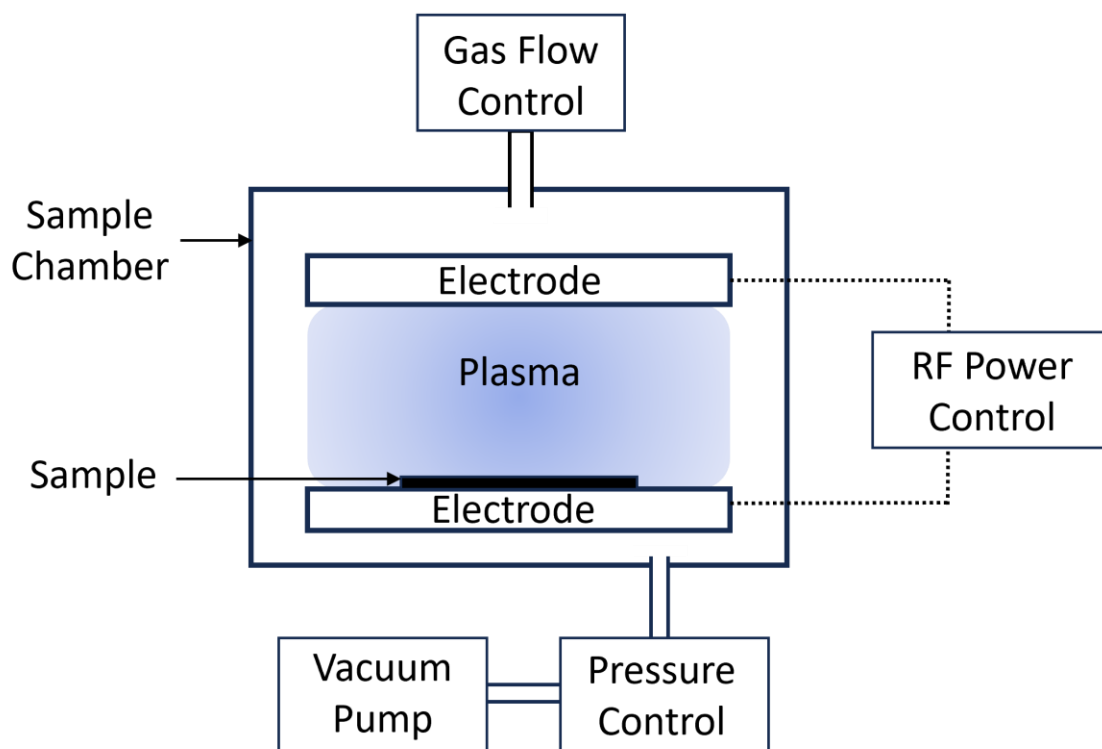 Gas Flow
Control
Sample
Chamber
Electrode
Plasma
RF Power
Control
Sample
Electrode
Vacuum
Pump
Pressure
Control